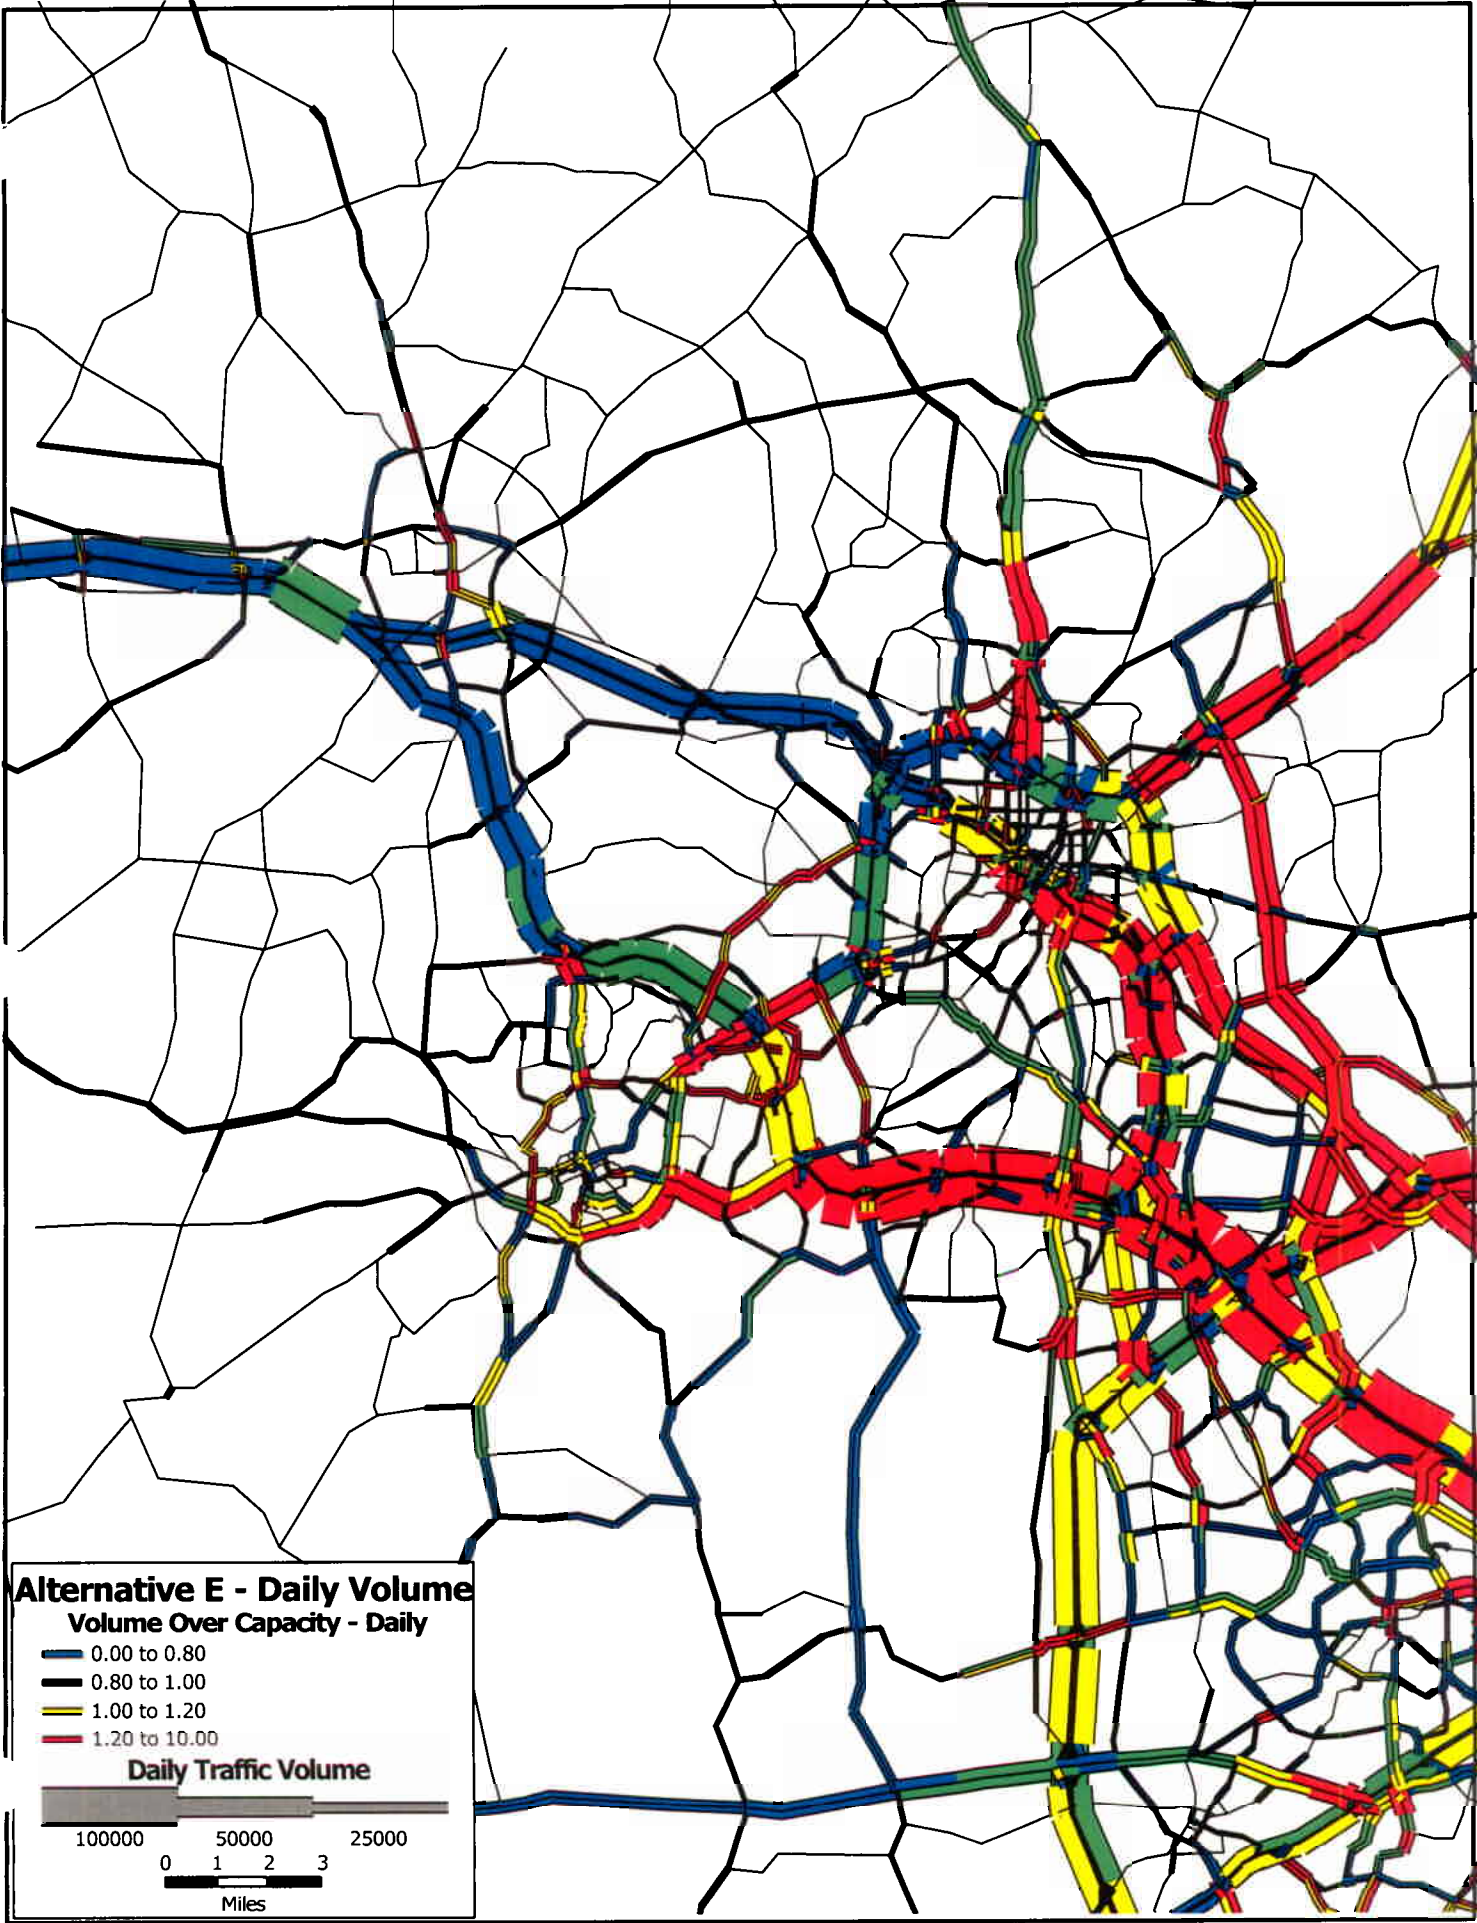 Alternative E - Daily Volume
Volume Over Capacity - Daily
0.00 to 0.80
0.80 to 1.00
1.00 to 1.20
1.20 to 10.00
Daily Traffic Volume
100000 50000 25000
0 1 2 3
Miles